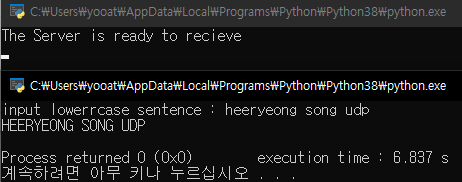 C:₩Users₩yooat₩AppData₩Local₩Programs₩Python₩Python38₩python.exe
The Server is ready to recieve
C:₩Users₩yooat₩AppData₩Local₩Programs₩Python₩Python38₩python.exe
input lowerrcase sentence : heeryeong song udp
HEERYEONG SONG UDP
Process returned 0 (0x0)        execution time : 6.837 s
계속하려면 아무 키나 누르십시오 . . .